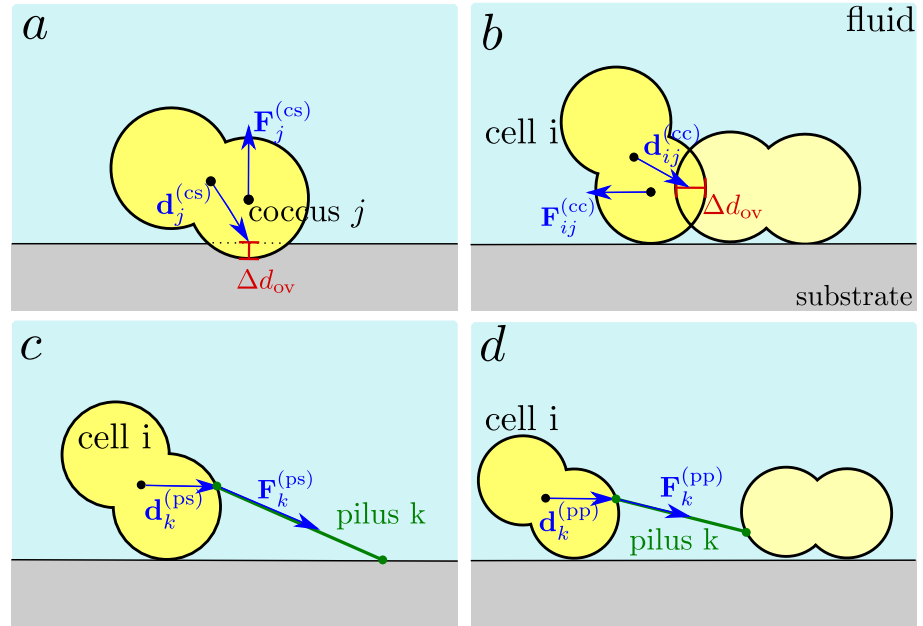 a
F_j^(cs)
d_j^(cs)
coccus j
Δd_ov
b
fluid
cell i
d_ij^(cc)
F_ij^(cc)
Δd_ov
substrate
c
cell i
d_k^(ps)
F_k^(ps)
pilus k
d
cell i
d_k^(pp)
F_k^(pp)
pilus k